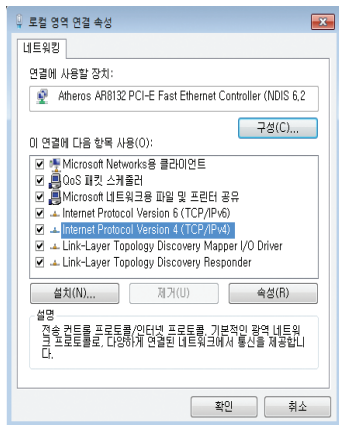 로컬 영역 연결 속성
네트워킹
연결에 사용할 장치:
Atheros AR8132 PCI-E Fast Ethernet Controller (NDIS 6,2
구성(C)...
이 연결에 다음 항목 사용(O):
Microsoft Networks용 클라이언트
QoS 패킷 스케줄러
Microsoft 네트워크용 파일 및 프린터 공유
Internet Protocol Version 6 (TCP/IPv6)
Internet Protocol Version 4 (TCP/IPv4)
Link-Layer Topology Discovery Mapper I/O Driver
Link-Layer Topology Discovery Responder
설치(N)... 제거(U) 속성(R)
설명
전송 컨트롤 프로토콜/인터넷 프로토콜. 기본적인 광역 네트워
크 프로토콜로, 다양하게 연결된 네트워크에서 통신을 제공합니
다.
확인 취소